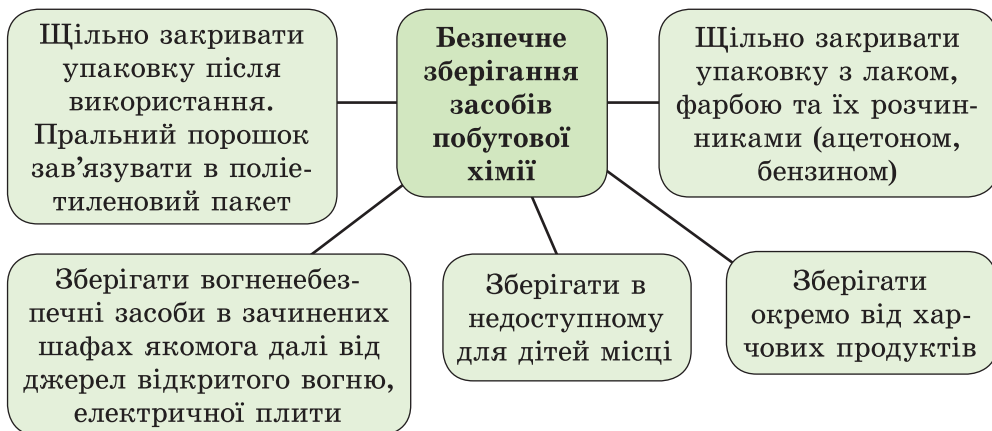 Щільно закривати
упаковку після
використання.
Пральний порошок
зав’язувати в поліе-
тиленовий пакет
Безпечне
зберігання
засобів
побутової
хімії
Щільно закривати
упаковку з лаком,
фарбою та їх розчин-
никами (ацетоном,
бензином)
Зберігати вогненебез-
печні засоби в зачинених
шафах якомога далі від
джерел відкритого вогню,
електричної плити
Зберігати в
недоступному
для дітей місці
Зберігати
окремо від хар-
чових продуктів